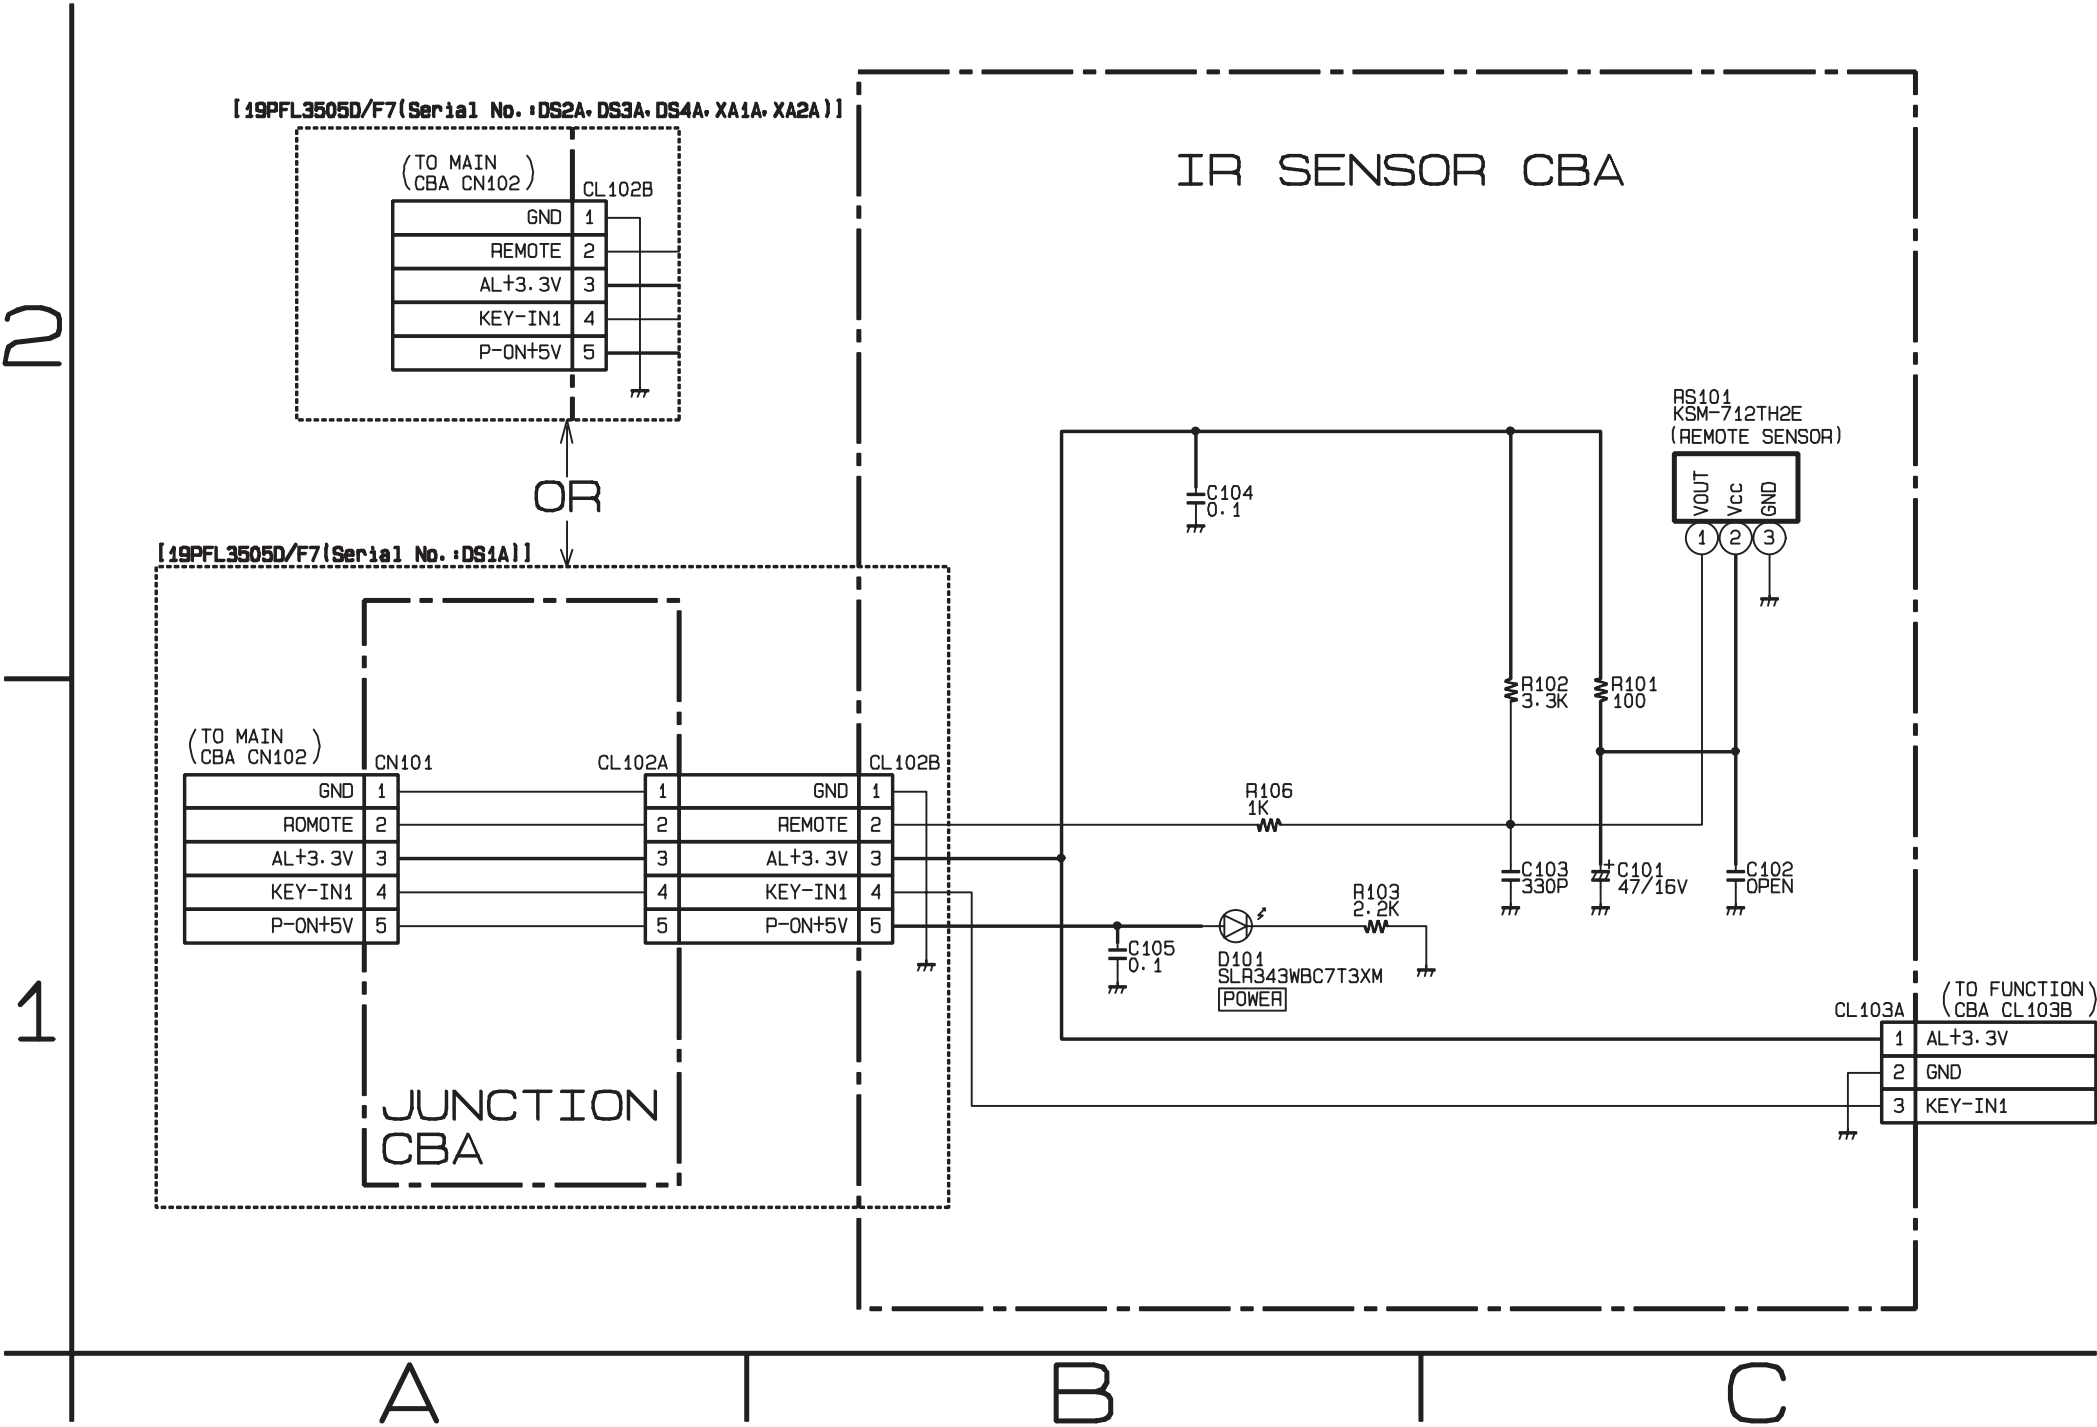 [19PFL3505D/F7(Serial No.:DS2A, DS3A, DS4A, XA1A, XA2A)]
(TO MAIN
CBA CN102)
CL102B
GND 1
REMOTE 2
AL+3.3V 3
KEY-IN1 4
P-ON+5V 5
OR
[19PFL3505D/F7(Serial No.:DS1A)]
(TO MAIN
CBA CN102)
CN101
GND 1
ROMOTE 2
AL+3.3V 3
KEY-IN1 4
P-ON+5V 5
CL102A
CL102B
1 GND 1
2 REMOTE 2
3 AL+3.3V 3
4 KEY-IN1 4
5 P-ON+5V 5
JUNCTION
CBA
IR SENSOR CBA
RS101
KSM-712TH2E
(REMOTE SENSOR)
VOUT
Vcc
GND
1 2 3
C104
0.1
R102
3.3K
R101
100
R106
1K
C103
330P
C101
+
47/16V
C102
OPEN
R103
2.2K
C105
0.1
D101
SLR343WBC7T3XM
POWER
CL103A
(TO FUNCTION
CBA CL103B)
1 AL+3.3V
2 GND
3 KEY-IN1
2
1
A
B
C